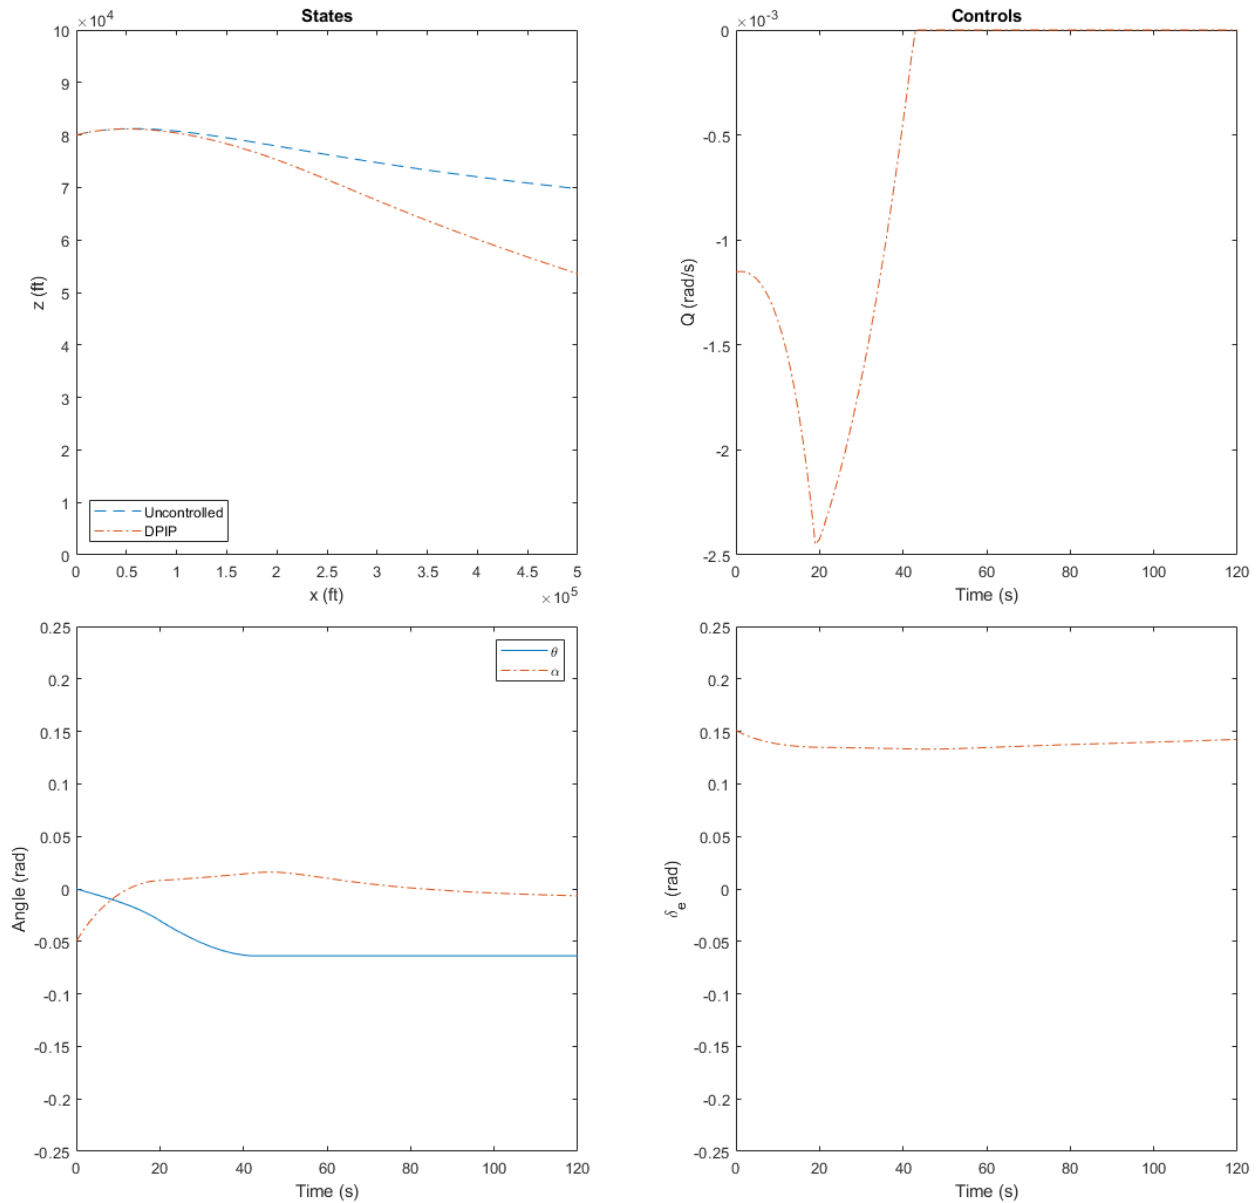 States
×10⁴
10
9
8
7
6
5
4
3
2
1
0
z (ft)
Uncontrolled
DPIP
0 0.5 1 1.5 2 2.5 3 3.5 4 4.5 5
x (ft)
×10⁵
Controls
×10⁻³
0
-0.5
-1
-1.5
-2
-2.5
Q (rad/s)
0 20 40 60 80 100 120
Time (s)
0.25
0.2
0.15
0.1
0.05
0
-0.05
-0.1
-0.15
-0.2
-0.25
Angle (rad)
θ
α
0 20 40 60 80 100 120
Time (s)
0.25
0.2
0.15
0.1
0.05
0
-0.05
-0.1
-0.15
-0.2
-0.25
δₑ (rad)
0 20 40 60 80 100 120
Time (s)